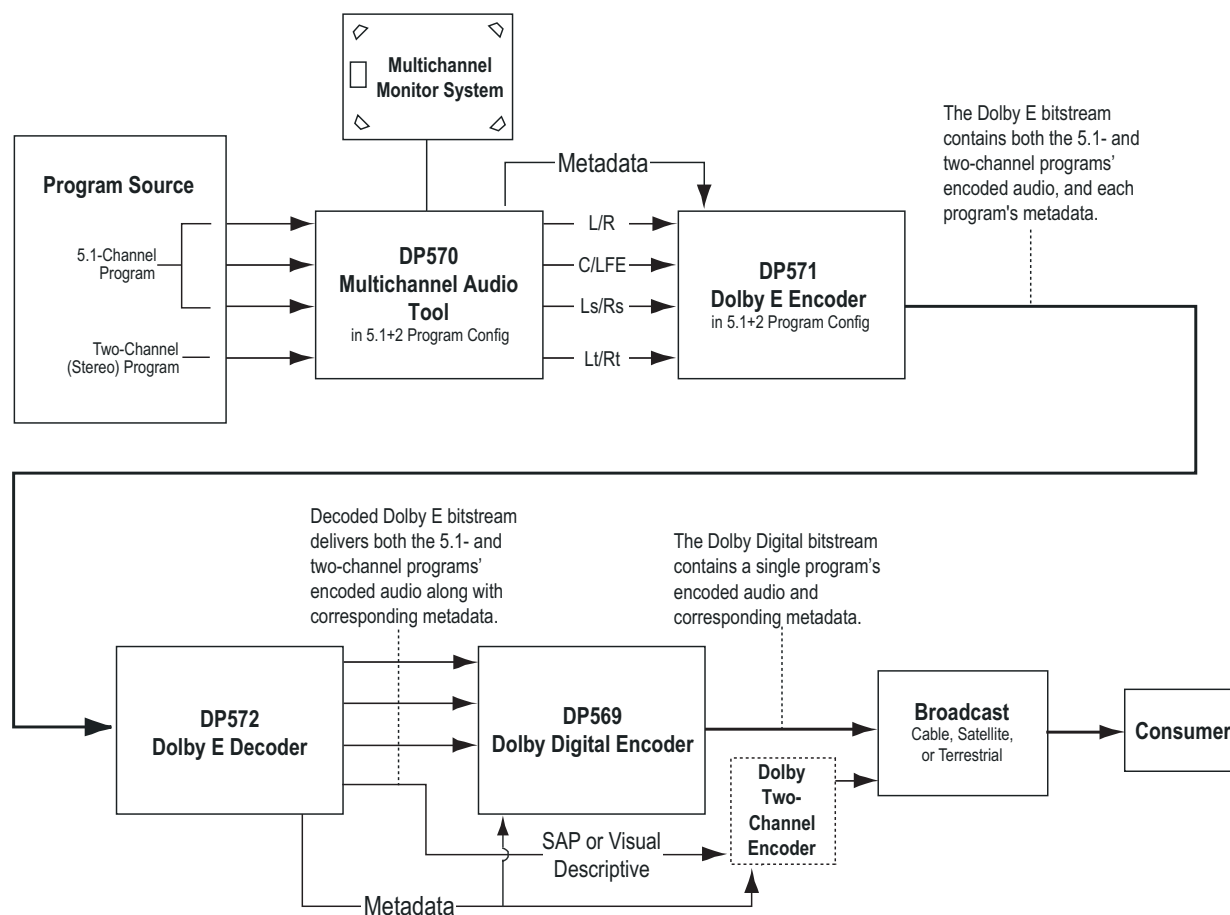 Multichannel
Monitor System
The Dolby E bitstream
contains both the 5.1- and
two-channel programs’
encoded audio, and each
program's metadata.
Program Source
5.1-Channel
Program
Two-Channel
(Stereo) Program
Metadata
DP570
Multichannel Audio
Tool
in 5.1+2 Program Config
L/R
C/LFE
Ls/Rs
Lt/Rt
DP571
Dolby E Encoder
in 5.1+2 Program Config
Decoded Dolby E bitstream
delivers both the 5.1- and
two-channel programs’
encoded audio along with
corresponding metadata.
The Dolby Digital bitstream
contains a single program’s
encoded audio and
corresponding metadata.
DP572
Dolby E Decoder
DP569
Dolby Digital Encoder
Broadcast
Cable, Satellite,
or Terrestrial
Consumer
Dolby
Two-
Channel
Encoder
SAP or Visual
Descriptive
Metadata